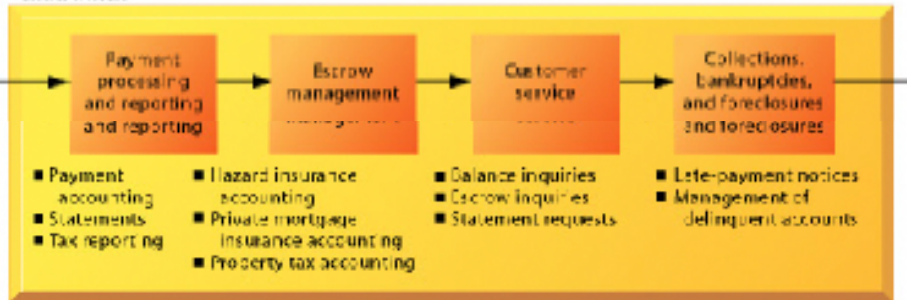 Payment
processing
and reporting
and reporting
Escrow
management
Customer
service
Collections,
bankruptcies,
and foreclosures
and foreclosures
■ Payment
accounting
■ Statements
■ Tax reporting
■ Hazard insurance
accounting
■ Private mortgage
insurance accounting
■ Property tax accounting
■ Balance inquiries
■ Escrow inquiries
■ Statement requests
■ Late-payment notices
■ Management of
delinquent accounts